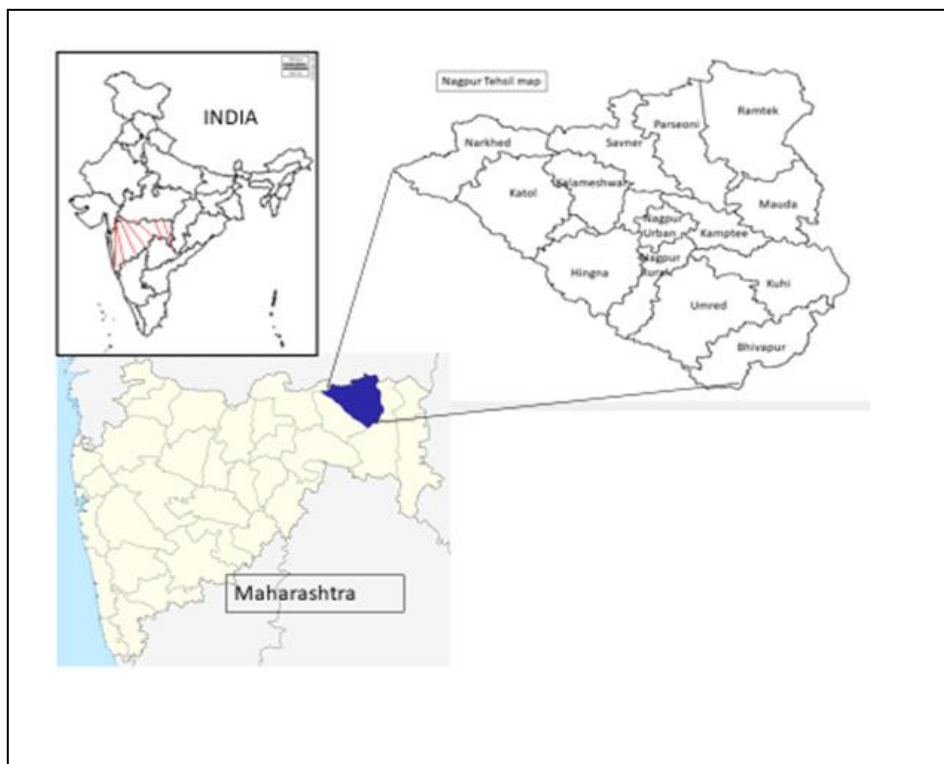 INDIA
Nagpur Tehsil map
Ramtek
Parseoni
Narkhed
Savner
Kalameshwar
Katol
Mauda
Nagpur
Urban
Kamptee
Nagpur
Rural
Hingna
Kuhi
Umred
Bhivapur
Maharashtra